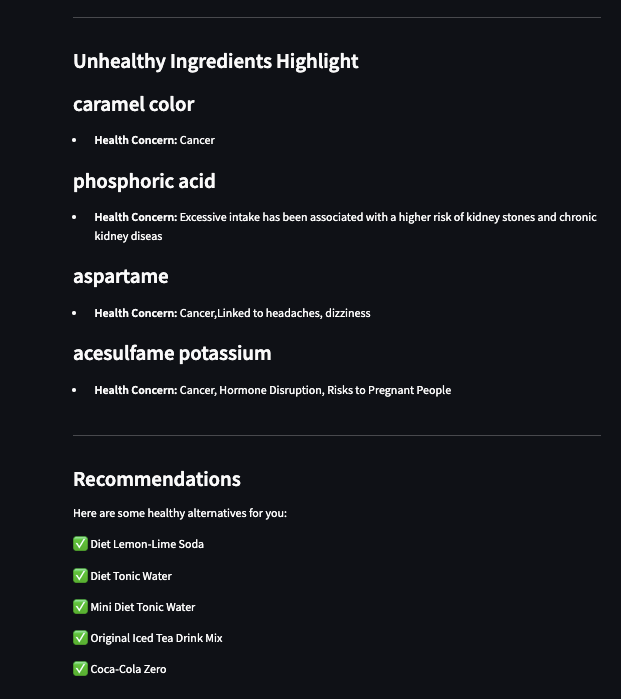 Unhealthy Ingredients Highlight
caramel color
• Health Concern: Cancer
phosphoric acid
• Health Concern: Excessive intake has been associated with a higher risk of kidney stones and chronic
kidney diseas
aspartame
• Health Concern: Cancer,Linked to headaches, dizziness
acesulfame potassium
• Health Concern: Cancer, Hormone Disruption, Risks to Pregnant People
Recommendations
Here are some healthy alternatives for you:
✅ Diet Lemon-Lime Soda
✅ Diet Tonic Water
✅ Mini Diet Tonic Water
✅ Original Iced Tea Drink Mix
✅ Coca-Cola Zero